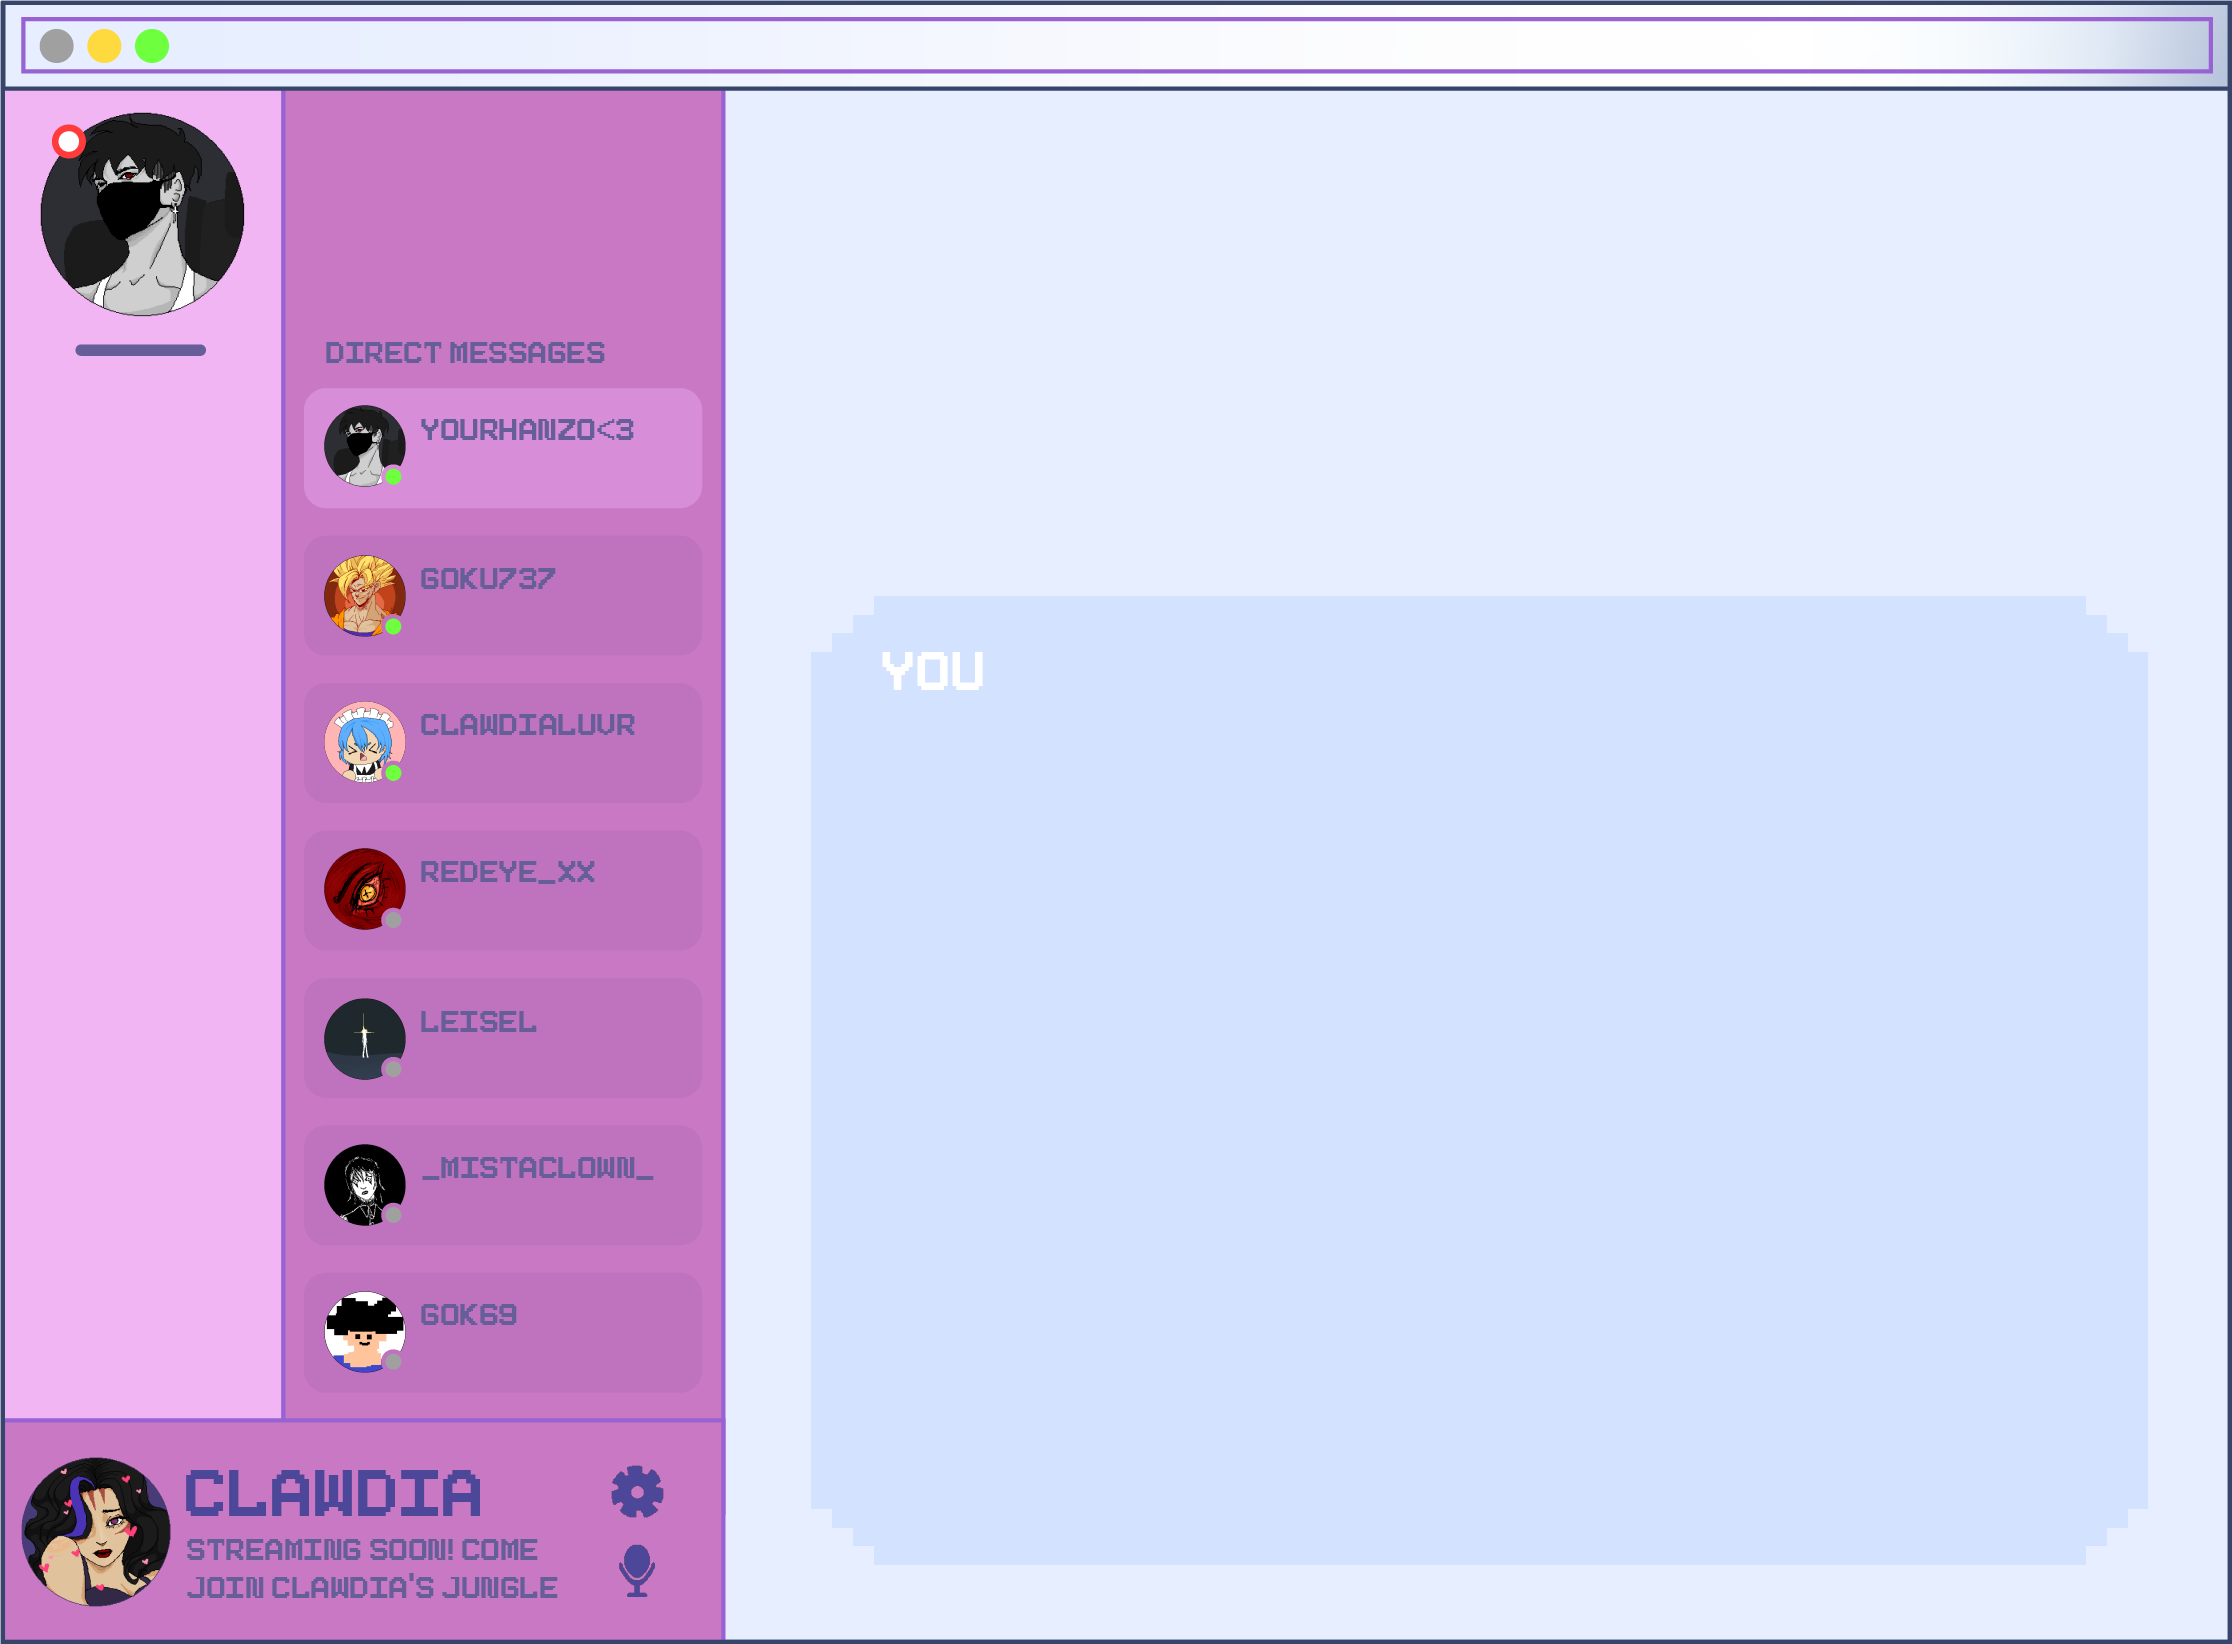 DIRECT MESSAGES
YOURHANZO<3
GOKU737
CLAWDIALUVR
REDEYE_XX
LEISEL
_MISTACLOWN_
GOK69
CLAWDIA
STREAMING SOON! COME
JOIN CLAWDIA'S JUNGLE
YOU